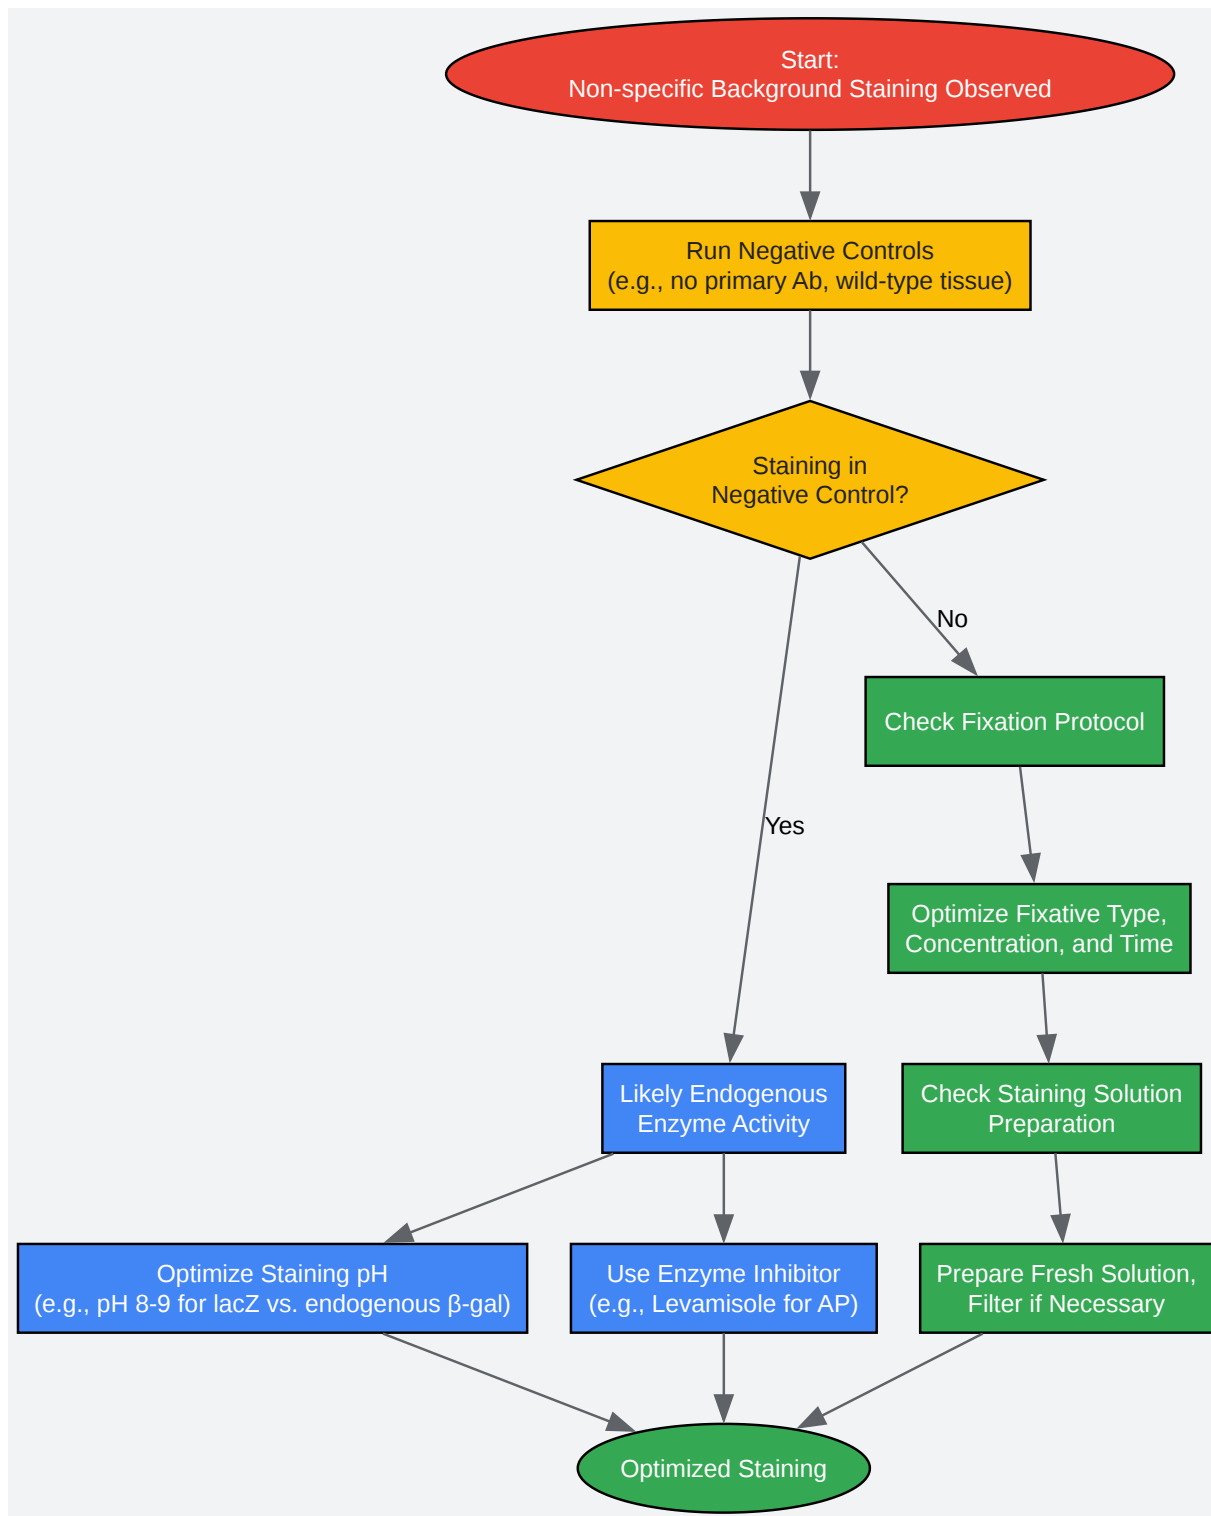 Start:
Non-specific Background Staining Observed
Run Negative Controls
(e.g., no primary Ab, wild-type tissue)
Staining in
Negative Control?
No
Check Fixation Protocol
Yes
Optimize Fixative Type,
Concentration, and Time
Likely Endogenous
Enzyme Activity
Check Staining Solution
Preparation
Optimize Staining pH
(e.g., pH 8-9 for lacZ vs. endogenous β-gal)
Use Enzyme Inhibitor
(e.g., Levamisole for AP)
Prepare Fresh Solution,
Filter if Necessary
Optimized Staining